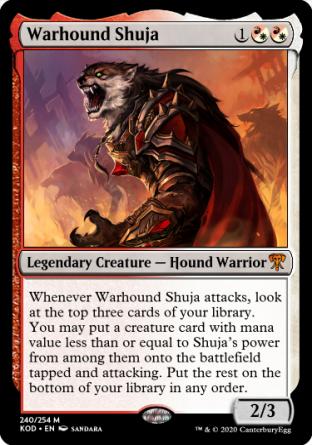 Warhound Shuja 1
Legendary Creature — Hound Warrior
Whenever Warhound Shuja attacks, look
at the top three cards of your library.
You may put a creature card with mana
value less than or equal to Shuja's power
from among them onto the battlefield
tapped and attacking. Put the rest on the
bottom of your library in any order.
2/3
240/254 M
KOD • EN SANDARA
™ & © 2020 CanterburyEgg